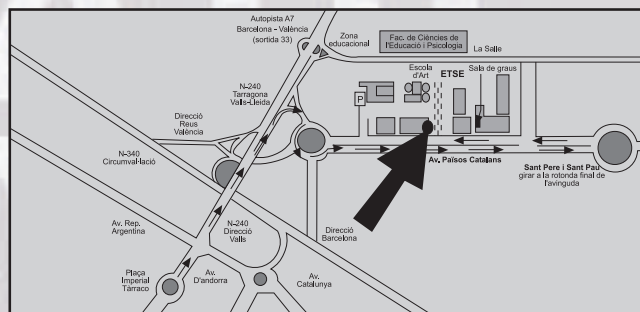 Autopista A7
Barcelona - València
(sortida 33)
Zona
educacional
Fac. de Ciències de
l'Educació i Psicologia
La Salle
Escola
d'Art
ETSE
Sala de graus
N-240
Tarragona
Valls-Lleida
P
Direcció
Reus
València
N-340
Circumval·lació
Av. Països Catalans
Sant Pere i Sant Pau
girar a la rotonda final de
l'avinguda
Av. Rep.
Argentina
N-240
Direcció
Valls
Direcció
Barcelona
Plaça
Imperial
Tàrraco
Av.
D'andorra
Av.
Catalunya